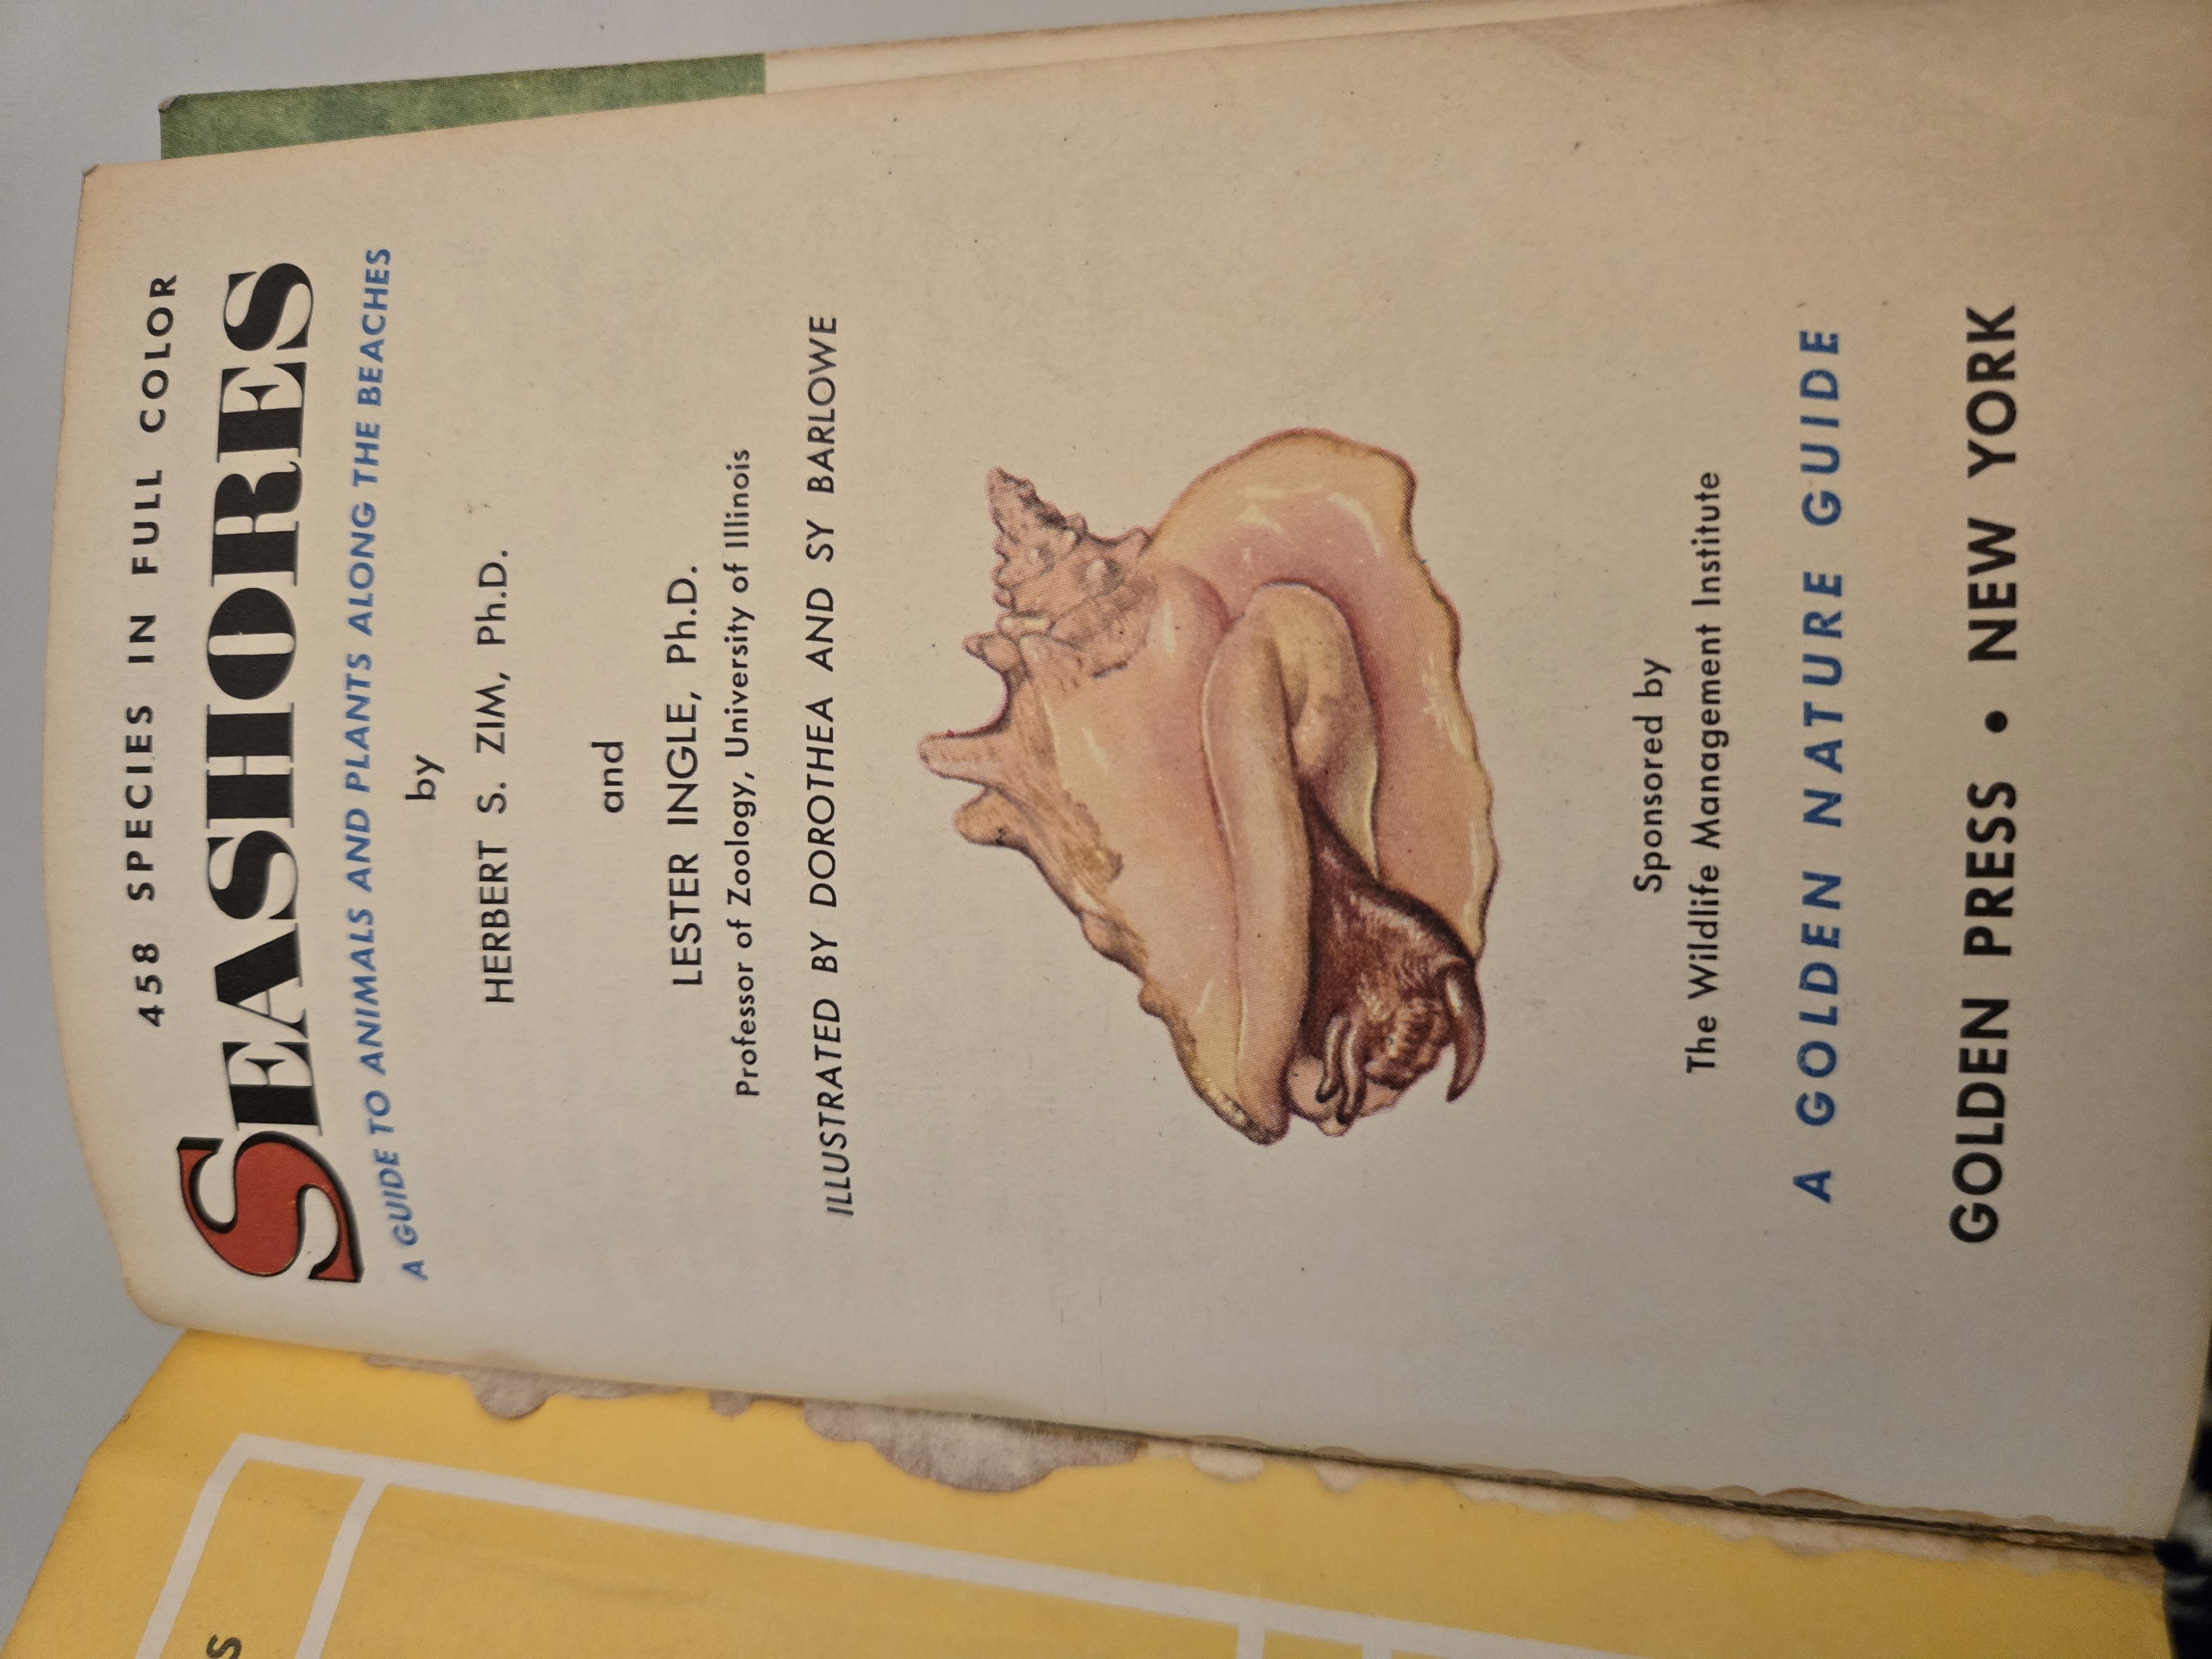 458 SPECIES IN FULL COLOR
SEASHORES
A GUIDE TO ANIMALS AND PLANTS ALONG THE BEACHES
by
HERBERT S. ZIM, Ph.D.
and
LESTER INGLE, Ph.D.
Professor of Zoology, University of Illinois
ILLUSTRATED BY DOROTHEA AND SY BARLOWE
Sponsored by
The Wildlife Management Institute
A GOLDEN NATURE GUIDE
GOLDEN PRESS • NEW YORK